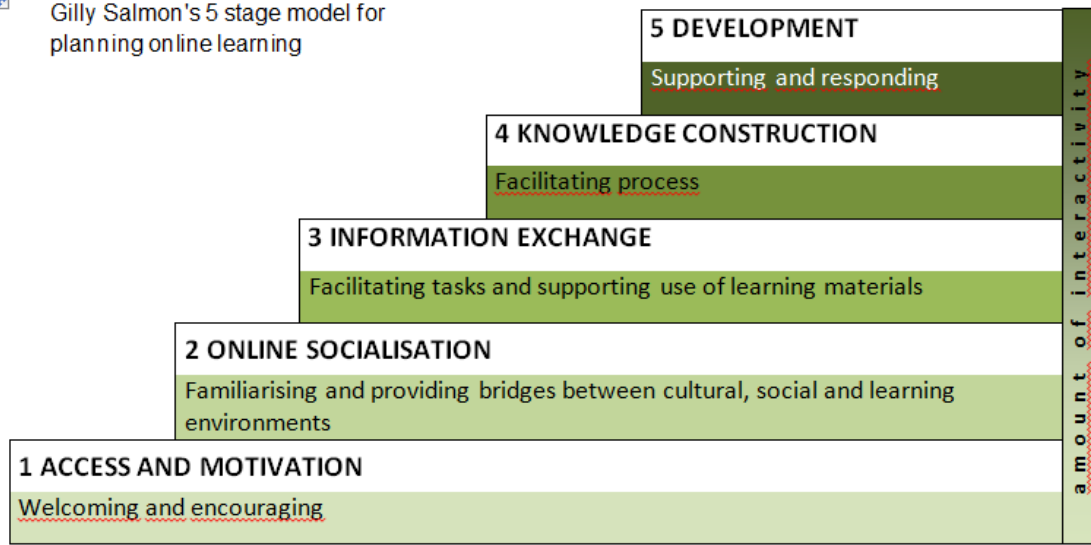 Gilly Salmon's 5 stage model for
planning online learning
5 DEVELOPMENT
Supporting and responding
4 KNOWLEDGE CONSTRUCTION
Facilitating process
3 INFORMATION EXCHANGE
Facilitating tasks and supporting use of learning materials
2 ONLINE SOCIALISATION
Familiarising and providing bridges between cultural, social and learning
environments
1 ACCESS AND MOTIVATION
Welcoming and encouraging
amount of interactivity